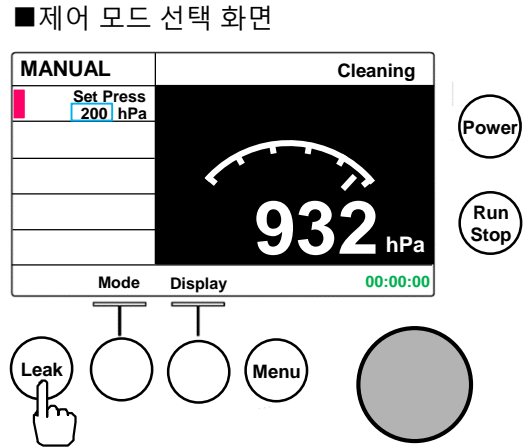 ■제어 모드 선택 화면
MANUAL
Cleaning
Set Press
200 hPa
Power
932 hPa
Run
Stop
Mode
Display
00:00:00
Leak
Menu